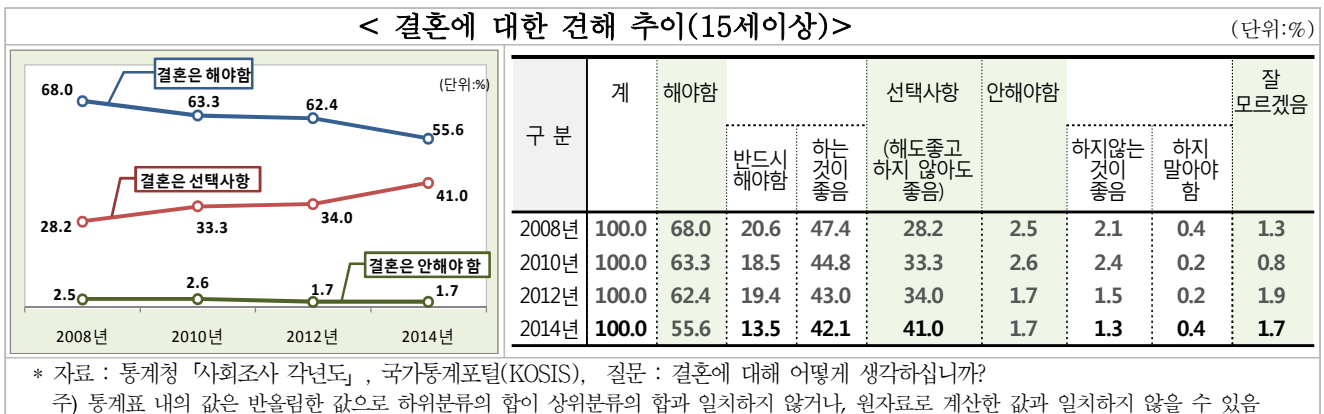 < 결혼에 대한 견해 추이(15세이상)>
(단위:%)
(단위:%)
결혼은 해야함
68.0
63.3
62.4
55.6
결혼은 선택사항
28.2
33.3
34.0
41.0
결혼은 안해야 함
2.5
2.6
1.7
1.7
2008년 2010년 2012년 2014년
구 분
계
해야함
선택사항
안해야함
잘
모르겠음
반드시
해야함
하는
것이
좋음
(해도좋고
하지 않아도
좋음)
하지않는
것이
좋음
하지
말아야
함
2008년 100.0 68.0 20.6 47.4 28.2 2.5 2.1 0.4 1.3
2010년 100.0 63.3 18.5 44.8 33.3 2.6 2.4 0.2 0.8
2012년 100.0 62.4 19.4 43.0 34.0 1.7 1.5 0.2 1.9
2014년 100.0 55.6 13.5 42.1 41.0 1.7 1.3 0.4 1.7
* 자료 : 통계청 「사회조사 각년도」, 국가통계포털(KOSIS), 질문 : 결혼에 대해 어떻게 생각하십니까?
주) 통계표 내의 값은 반올림한 값으로 하위분류의 합이 상위분류의 합과 일치하지 않거나, 원자료로 계산한 값과 일치하지 않을 수 있음